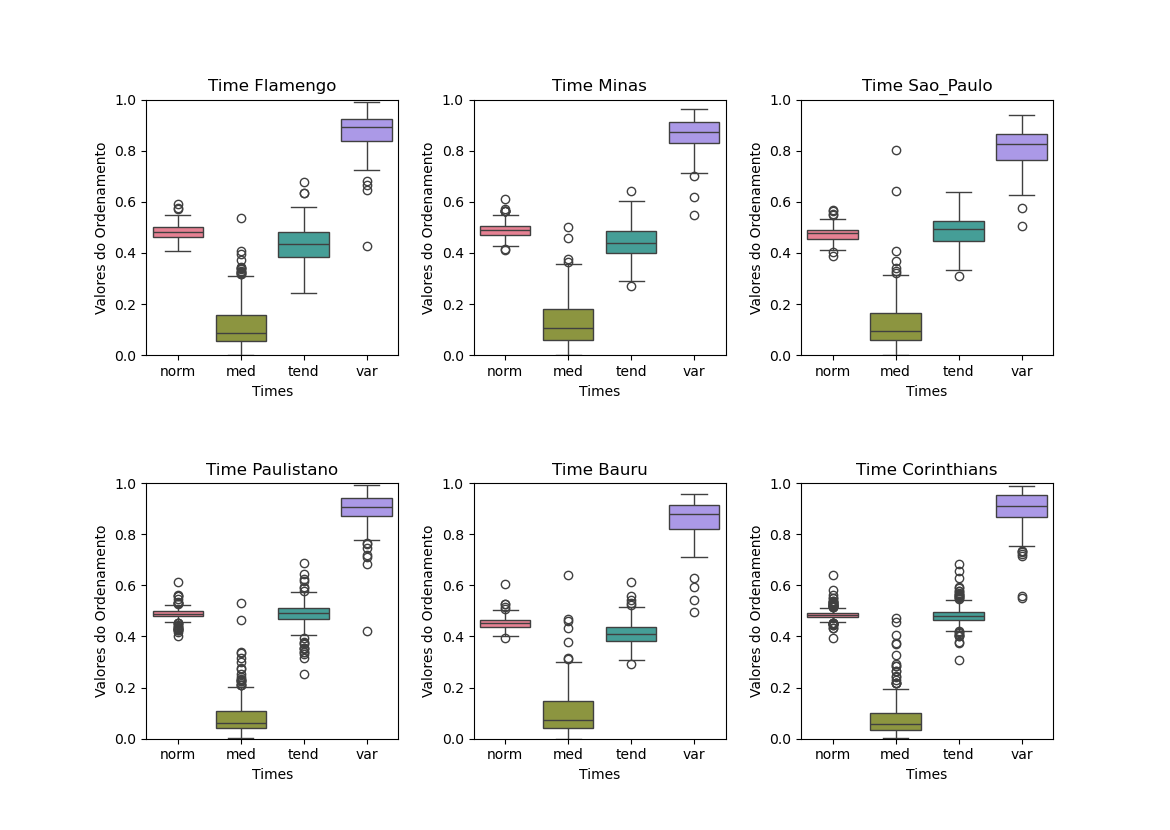 Time Flamengo
Time Minas
Time Sao_Paulo
1.0
0.8
0.6
0.4
0.2
0.0
Valores do Ordenamento
norm med tend var
Times
1.0
0.8
0.6
0.4
0.2
0.0
Valores do Ordenamento
norm med tend var
Times
1.0
0.8
0.6
0.4
0.2
0.0
Valores do Ordenamento
norm med tend var
Times
Time Paulistano
Time Bauru
Time Corinthians
1.0
0.8
0.6
0.4
0.2
0.0
Valores do Ordenamento
norm med tend var
Times
1.0
0.8
0.6
0.4
0.2
0.0
Valores do Ordenamento
norm med tend var
Times
1.0
0.8
0.6
0.4
0.2
0.0
Valores do Ordenamento
norm med tend var
Times